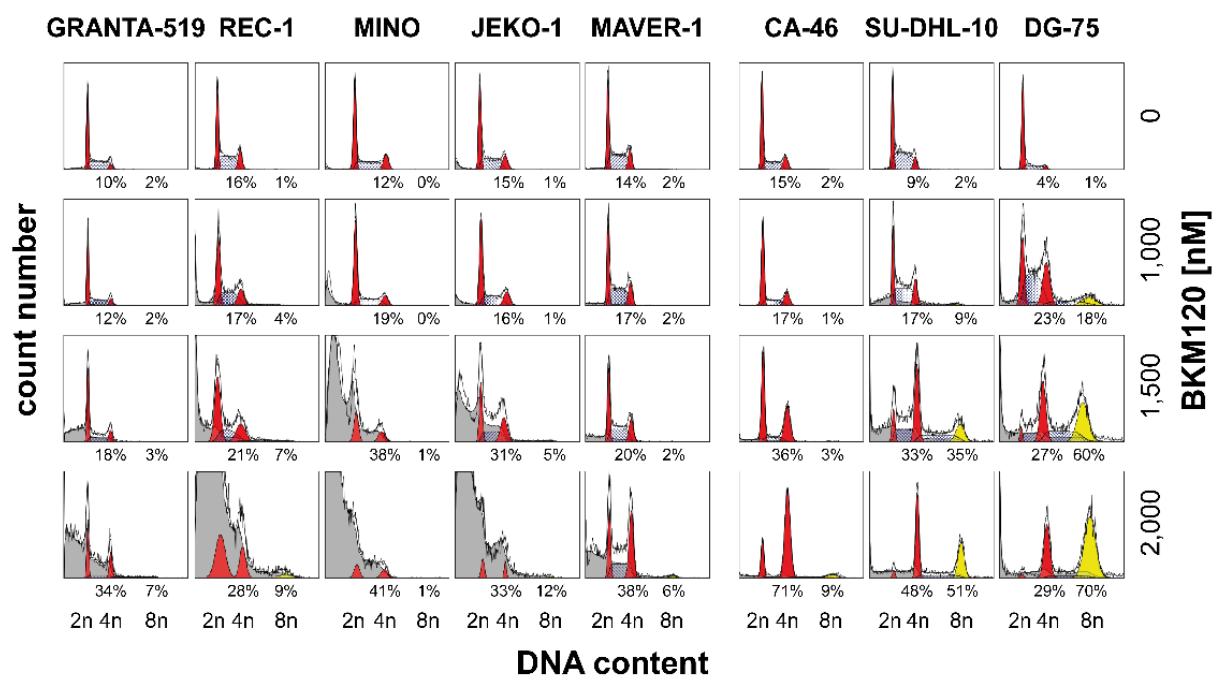 GRANTA-519 REC-1 MINO JEKO-1 MAVER-1 CA-46 SU-DHL-10 DG-75
0
10% 2% 16% 1% 12% 0% 15% 1% 14% 2% 15% 2% 9% 2% 4% 1%
1,000
12% 2% 17% 4% 19% 0% 16% 1% 17% 2% 17% 1% 17% 9% 23% 18%
1,500
18% 3% 21% 7% 38% 1% 31% 5% 20% 2% 36% 3% 33% 35% 27% 60%
2,000
34% 7% 28% 9% 41% 1% 33% 12% 38% 6% 71% 9% 48% 51% 29% 70%
2n 4n 8n 2n 4n 8n 2n 4n 8n 2n 4n 8n 2n 4n 8n 2n 4n 8n 2n 4n 8n 2n 4n 8n
DNA content
count number
BKM120 [nM]